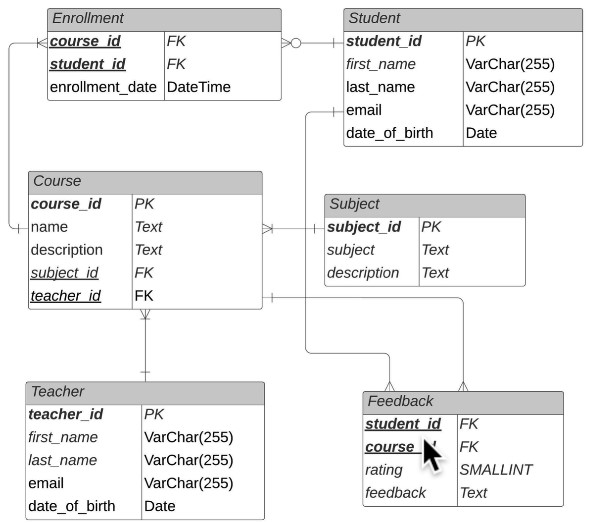 Enrollment
course_id FK
student_id FK
enrollment_date DateTime
Student
student_id PK
first_name VarChar(255)
last_name VarChar(255)
email VarChar(255)
date_of_birth Date
Course
course_id PK
name Text
description Text
subject_id FK
teacher_id FK
Subject
subject_id PK
subject Text
description Text
Teacher
teacher_id PK
first_name VarChar(255)
last_name VarChar(255)
email VarChar(255)
date_of_birth Date
Feedback
student_id FK
course_id FK
rating SMALLINT
feedback Text